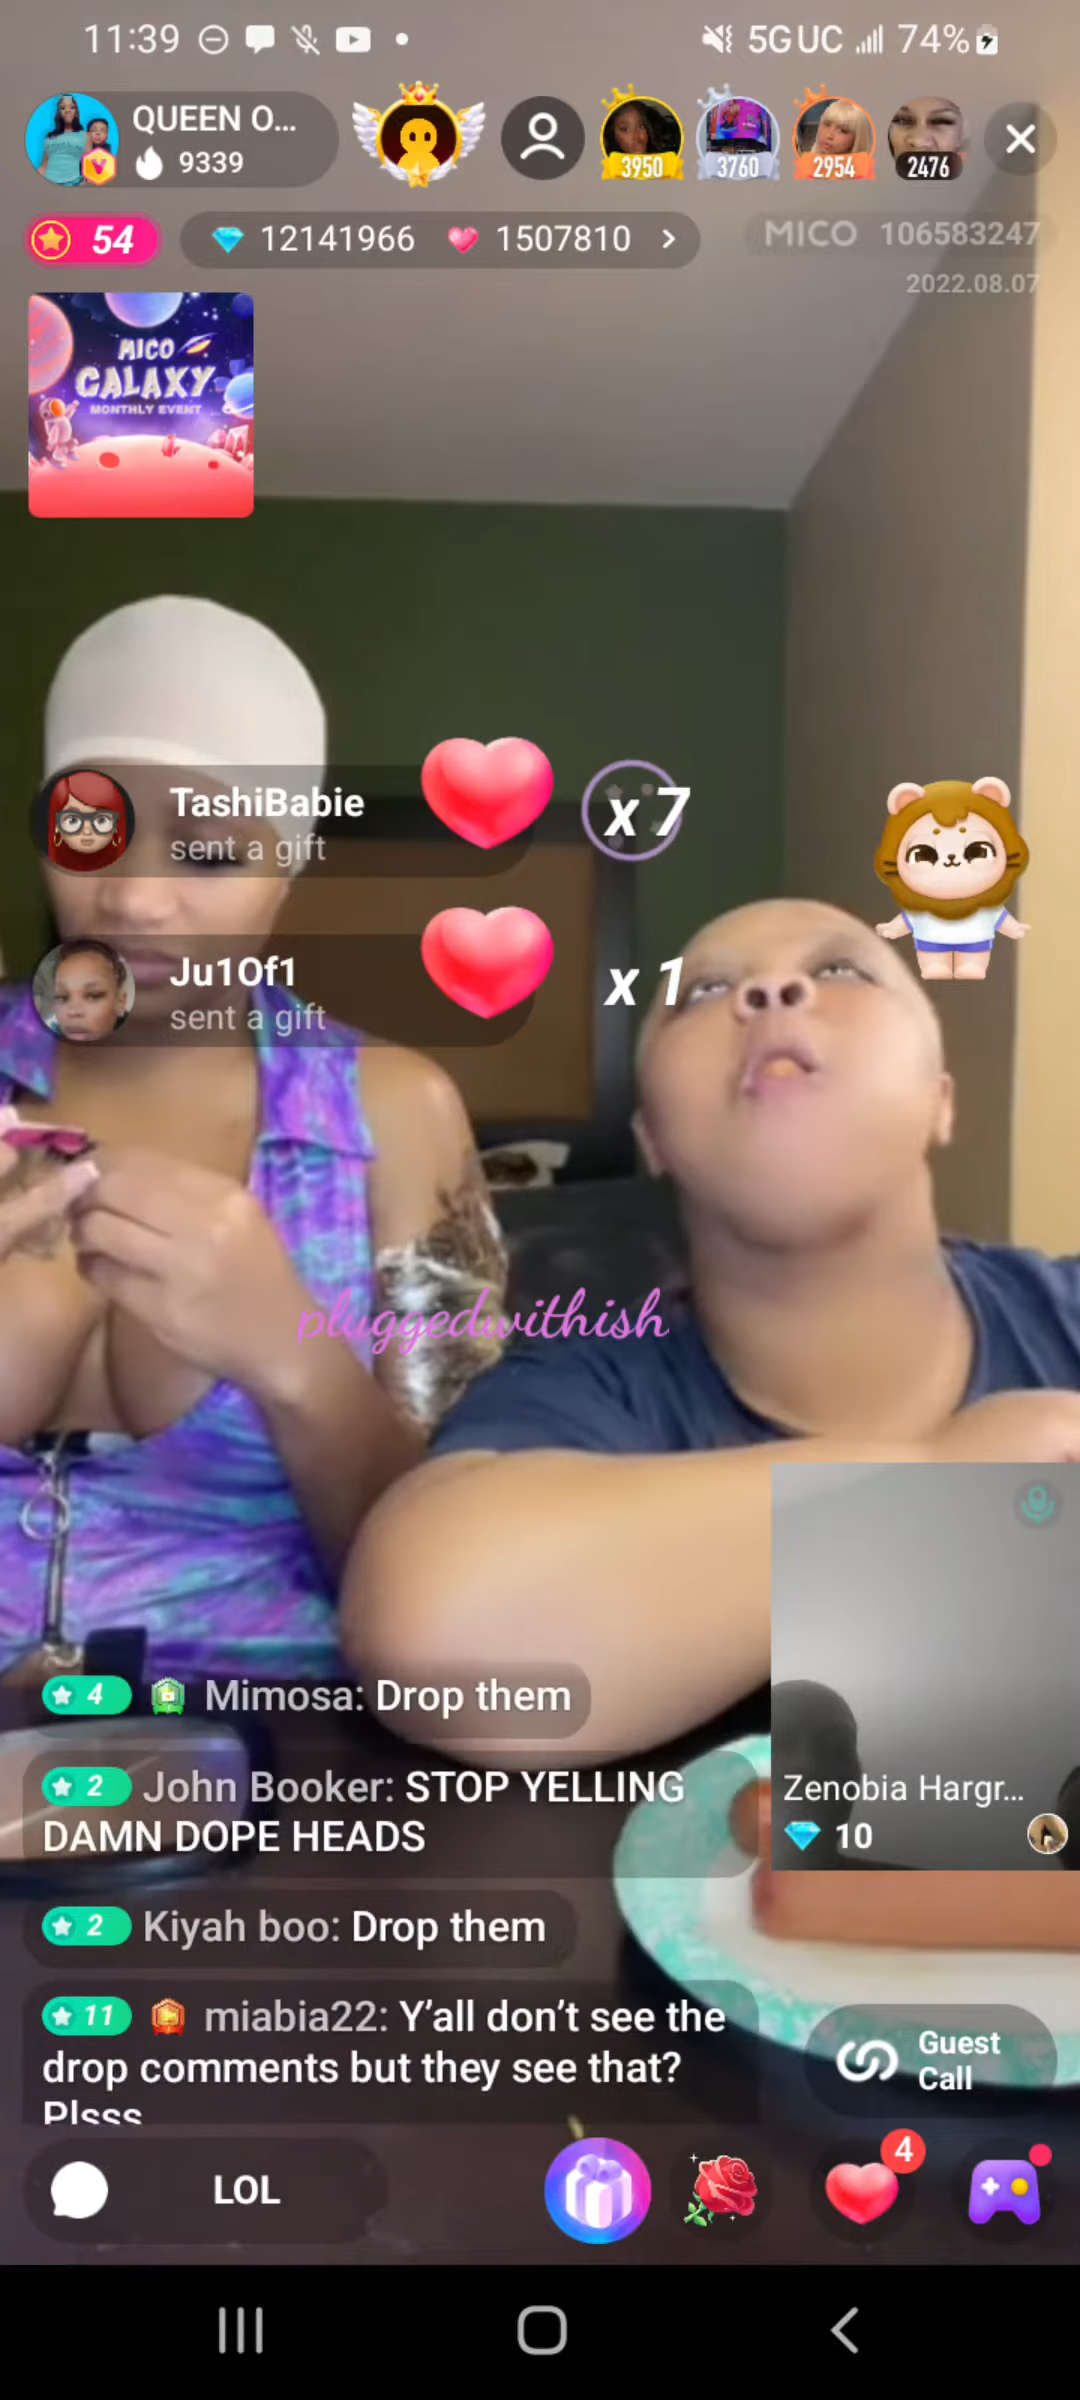 11:39
5G UC 74%
QUEEN O...
9339
3950
3760
2954
2476
54
12141966
1507810
MICO 106583247
2022.08.07
MICO
GALAXY
MONTHLY EVENT
TashiBabie
sent a gift
x 7
Ju1Of1
sent a gift
x 1
pluggedwithish
4 Mimosa: Drop them
2 John Booker: STOP YELLING
DAMN DOPE HEADS
2 Kiyah boo: Drop them
11 miabia22: Y'all don't see the
drop comments but they see that?
Plsss
Zenobia Hargr...
10
Guest
Call
LOL
4